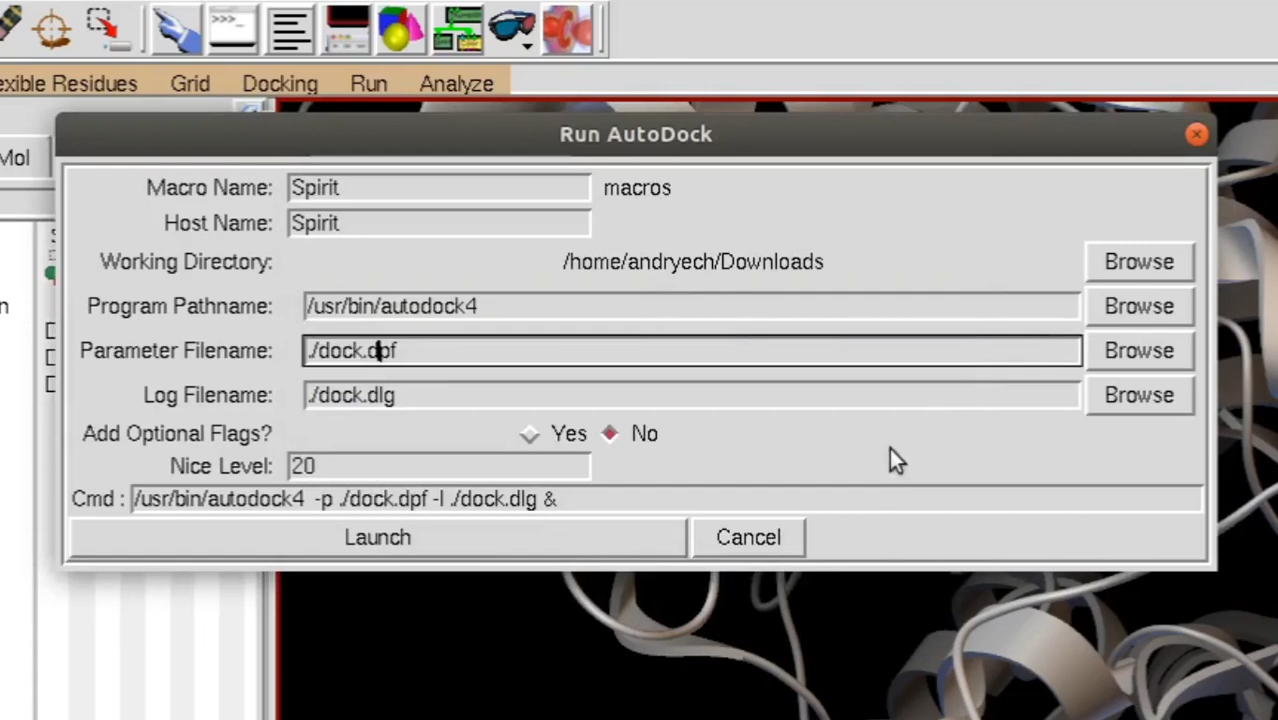 >>>_
exible Residues Grid Docking Run Analyze
Mol
Run AutoDock
Macro Name: Spirit macros
Host Name: Spirit
Working Directory: /home/andryech/Downloads Browse
Program Pathname: /usr/bin/autodock4 Browse
Parameter Filename: ./dock.dpf Browse
Log Filename: ./dock.dlg Browse
Add Optional Flags? Yes No
Nice Level: 20
Cmd : /usr/bin/autodock4 -p ./dock.dpf -l ./dock.dlg &
Launch Cancel
n